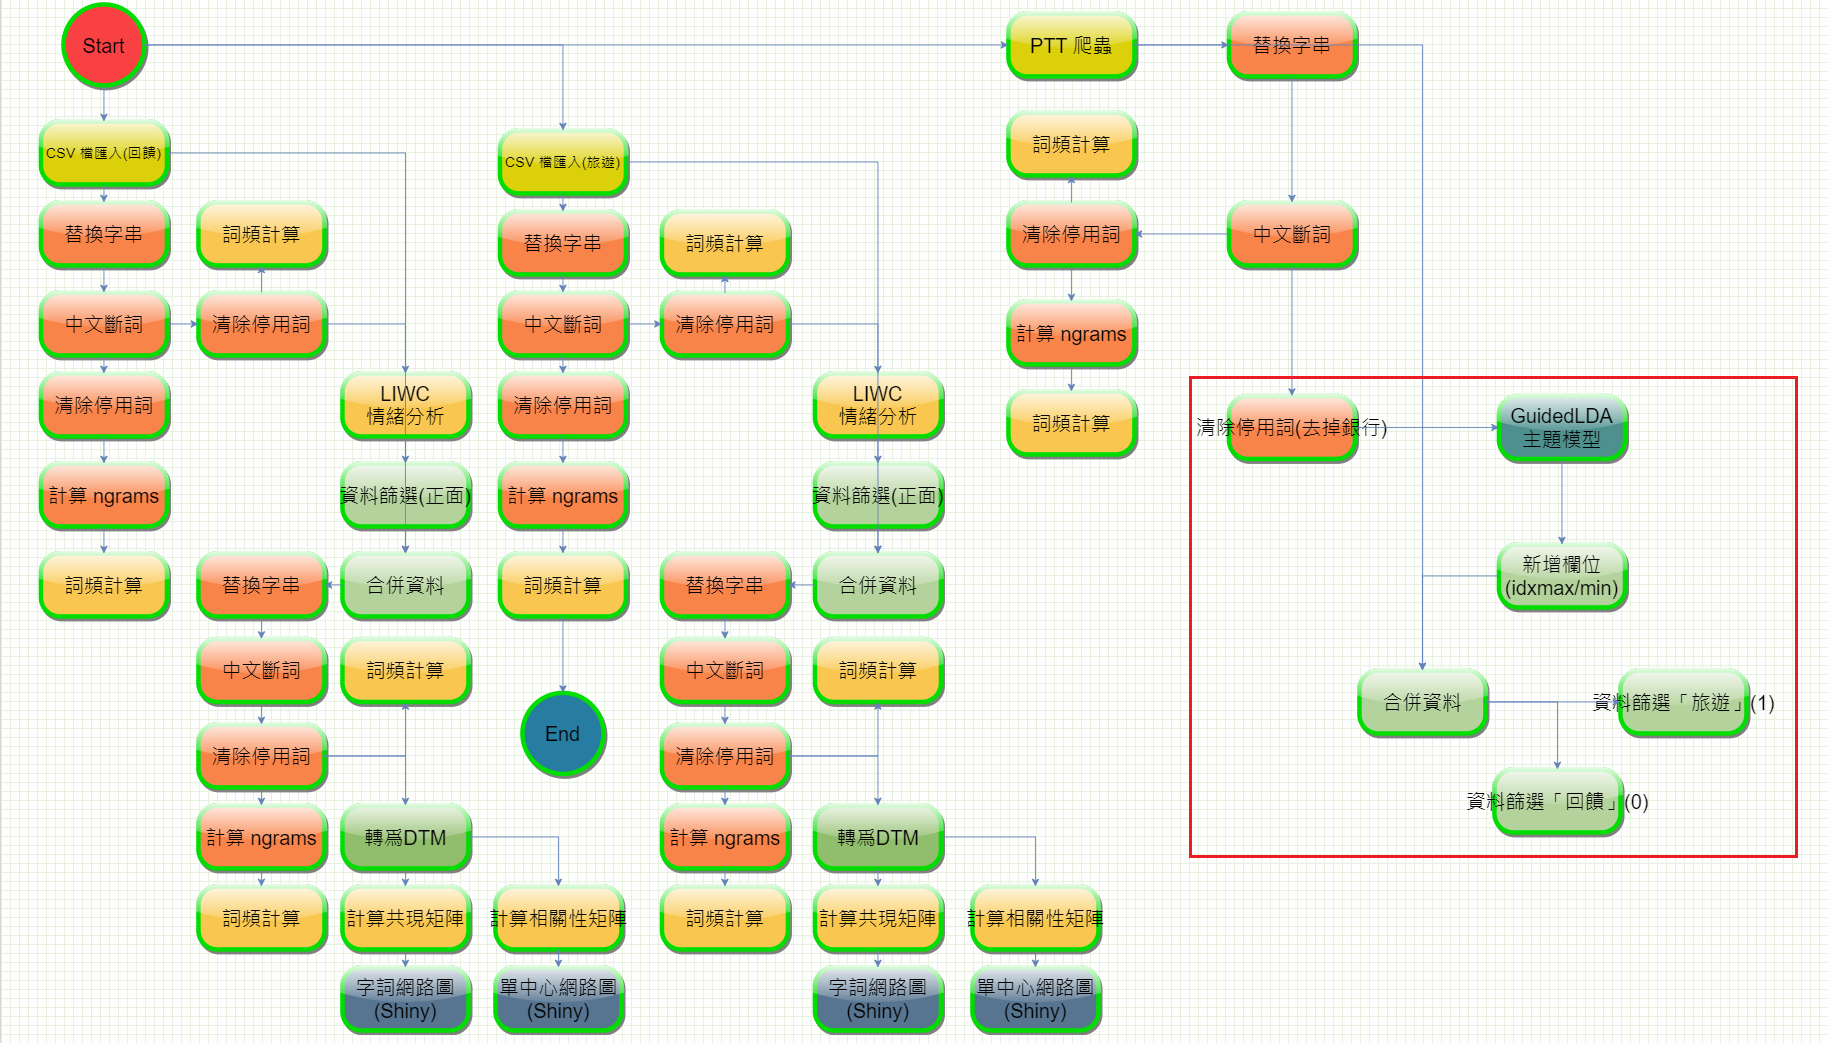 Start
PTT 爬蟲
替換字串
CSV 檔匯入(回饋)
CSV 檔匯入(旅遊)
詞頻計算
替換字串
詞頻計算
替換字串
詞頻計算
清除停用詞
中文斷詞
中文斷詞
清除停用詞
中文斷詞
清除停用詞
計算 ngrams
清除停用詞
LIWC
情緒分析
清除停用詞
LIWC
情緒分析
詞頻計算
清除停用詞(去掉銀行)
GuidedLDA
主題模型
計算 ngrams
資料篩選(正面)
計算 ngrams
資料篩選(正面)
詞頻計算
替換字串
合併資料
詞頻計算
替換字串
合併資料
新增欄位
(idxmax/min)
中文斷詞
詞頻計算
中文斷詞
詞頻計算
合併資料
資料篩選「旅遊」(1)
End
清除停用詞
清除停用詞
資料篩選「回饋」(0)
計算 ngrams
轉爲DTM
計算 ngrams
轉爲DTM
詞頻計算
計算共現矩陣
計算相關性矩陣
詞頻計算
計算共現矩陣
計算相關性矩陣
字詞網路圖
(Shiny)
單中心網路圖
(Shiny)
字詞網路圖
(Shiny)
單中心網路圖
(Shiny)